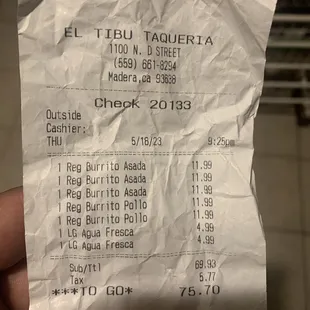 EL TIBU TAQUERIA
1100 N. D STREET
(559) 661-8294
Madera,ca 93638
Check 20133
Outside
Cashier:
THU 5/18/23 9:25pm
1 Reg Burrito Asada 11.99
1 Reg Burrito Asada 11.99
1 Reg Burrito Asada 11.99
1 Reg Burrito Pollo 11.99
1 Reg Burrito Pollo 11.99
1 LG Agua Fresca 4.99
1 LG Agua Fresca 4.99
Sub/Ttl 69.93
Tax 5.77
***TO GO* 75.70